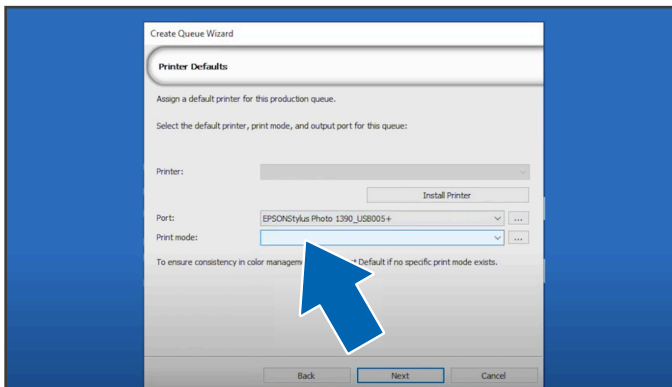 Create Queue Wizard
Printer Defaults
Assign a default printer for this production queue.
Select the default printer, print mode, and output port for this queue:
Printer:
Install Printer
Port:
EPSONStylus Photo 1390_USB005+
...
Print mode:
...
To ensure consistency in color managem t Default if no specific print mode exists.
Back
Next
Cancel